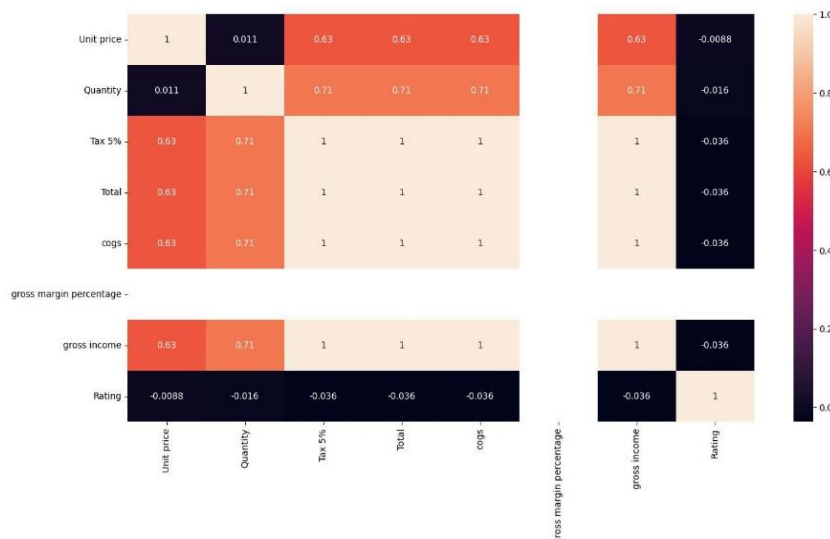 1.0
Unit price 1 0.011 0.63 0.63 0.63 0.63 -0.0088
Quantity 0.011 1 0.71 0.71 0.71 0.71 -0.016
0.8
Tax 5% 0.63 0.71 1 1 1 1 -0.036
0.6
Total 0.63 0.71 1 1 1 1 -0.036
cogs 0.63 0.71 1 1 1 1 -0.036
0.4
gross margin percentage
0.2
gross income 0.63 0.71 1 1 1 1 -0.036
Rating -0.0088 -0.016 -0.036 -0.036 -0.036 -0.036 1
0.0
Unit price
Quantity
Tax 5%
Total
cogs
ross margin percentage
gross income
Rating